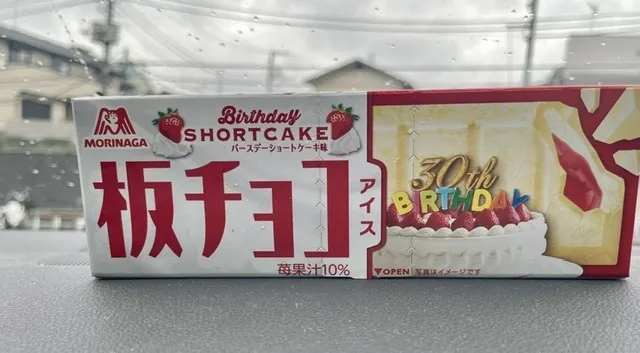 MORINAGA
Birthday
SHORTCAKE
バースデーショートケーキ味
板チョコ
アイス
苺果汁10%
30th
BIRTHDAY
▼OPEN 写真はイメージです